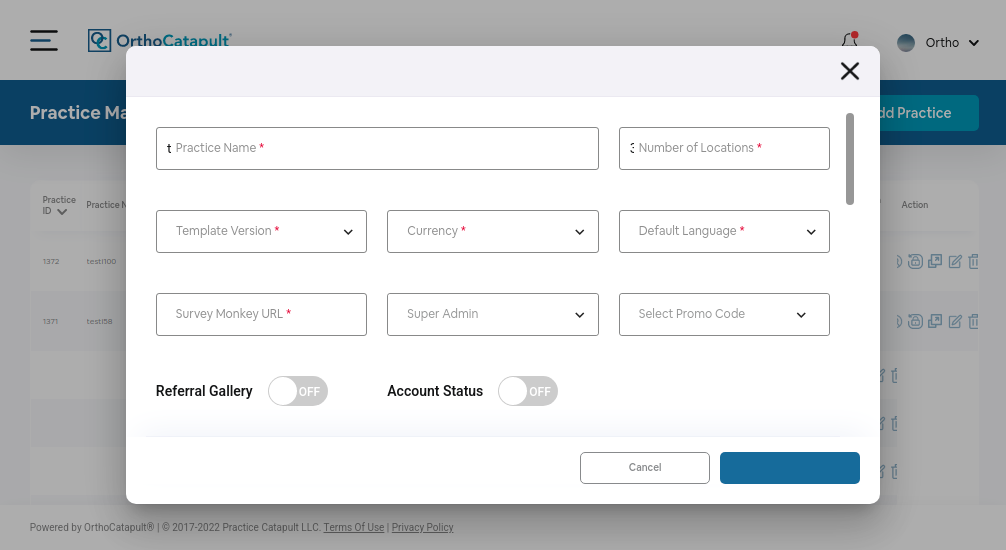 OrthoCatapult
Ortho
Practice Ma
dd Practice
t Practice Name *
3 Number of Locations *
Template Version *
Currency *
Default Language *
Survey Monkey URL *
Super Admin
Select Promo Code
Referral Gallery OFF
Account Status OFF
Cancel
Practice
ID
Practice N
Action
1372
testl100
1371
testl58
Powered by OrthoCatapult® | © 2017-2022 Practice Catapult LLC. Terms Of Use | Privacy Policy